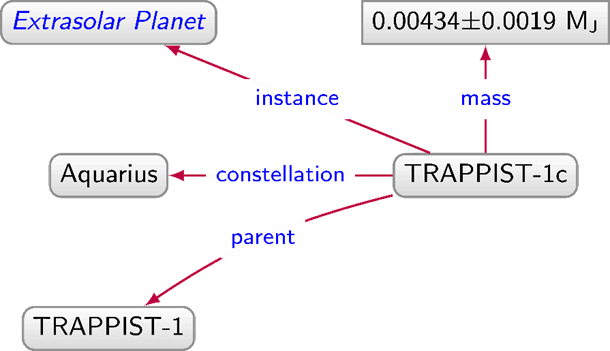 Extrasolar Planet
0.00434±0.0019 MJ
instance
mass
Aquarius
constellation
TRAPPIST-1c
parent
TRAPPIST-1